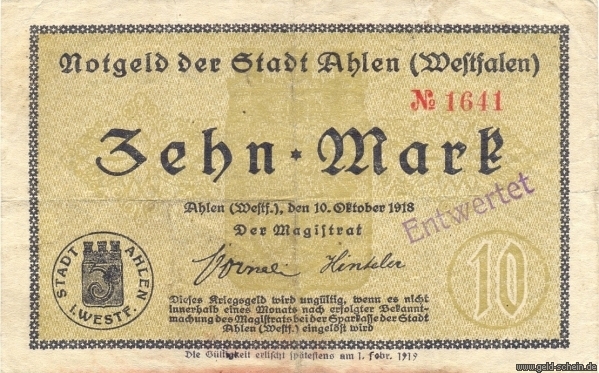 Notgeld der Stadt Ahlen (Westfalen)
№ 1641
Zehn * Mark
Ahlen (Westf.), den 10. Oktober 1918
Der Magistrat
Entwertet
STADT AHLEN
I. WESTF.
10
Dieses Kriegsgeld wird ungültig, wenn es nicht
innerhalb eines Monats nach erfolgter Bekannt-
machung des Magistrats bei der Sparkasse der Stadt
Ahlen (Westf.) eingelöst wird
Die Gültigkeit erlischt spätestens am 1. Febr. 1919
www.geld-schein.de